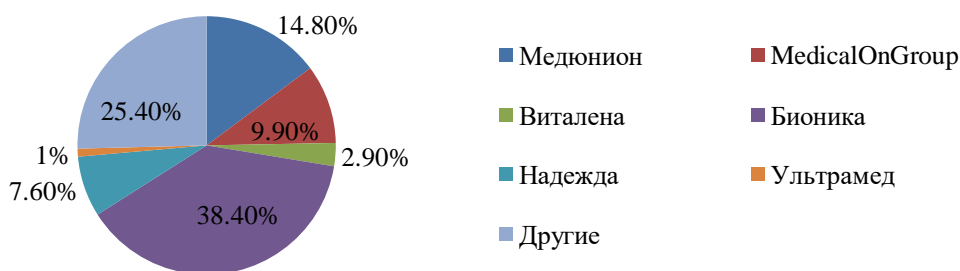 14.80%
9.90%
2.90%
38.40%
7.60%
1%
25.40%
Медюнион
MedicalOnGroup
Виталена
Бионика
Надежда
Ультрамед
Другие